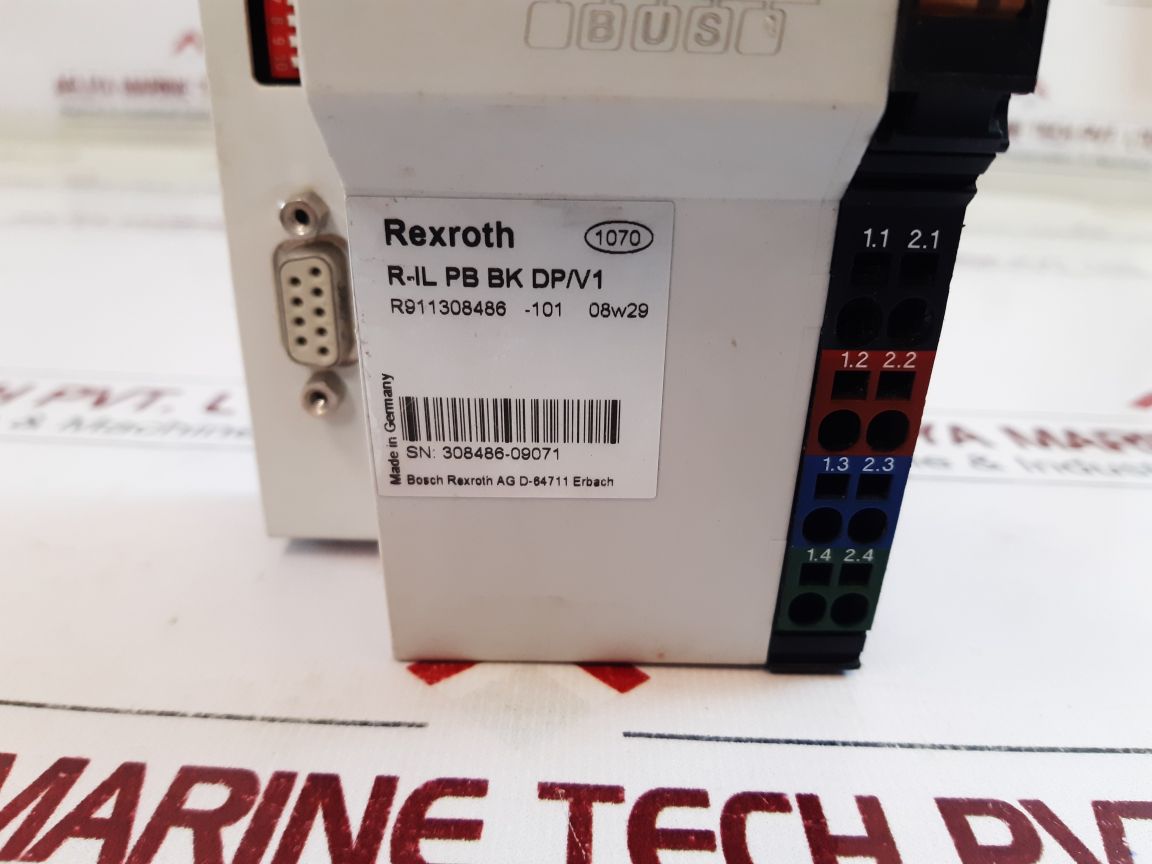 BUS
Rexroth 1070
R-IL PB BK DP/V1
R911308486 -101 08w29
Made in Germany
SN: 308486-09071
Bosch Rexroth AG D-64711 Erbach
1.1 2.1
1.2 2.2
1.3 2.3
1.4 2.4
MARINE TECH PV